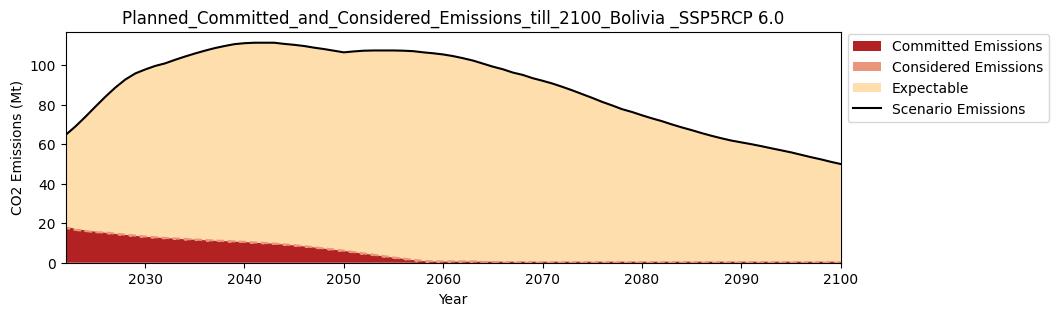 Planned_Committed_and_Considered_Emissions_till_2100_Bolivia _SSP5RCP 6.0
CO2 Emissions (Mt)
100
80
60
40
20
0
2030 2040 2050 2060 2070 2080 2090 2100
Year
Committed Emissions
Considered Emissions
Expectable
Scenario Emissions